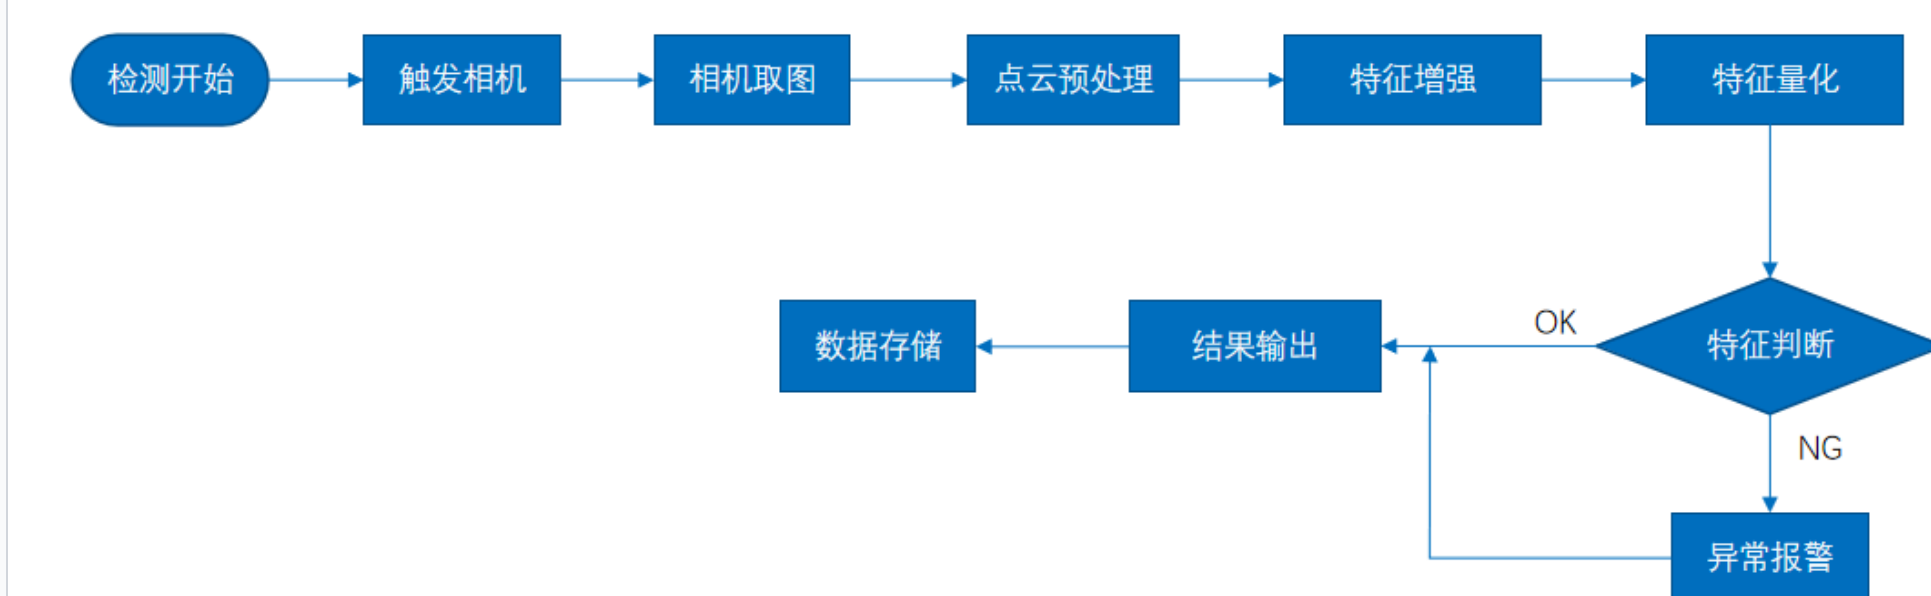 检测开始
触发相机
相机取图
点云预处理
特征增强
特征量化
数据存储
结果输出
OK
特征判断
NG
异常报警